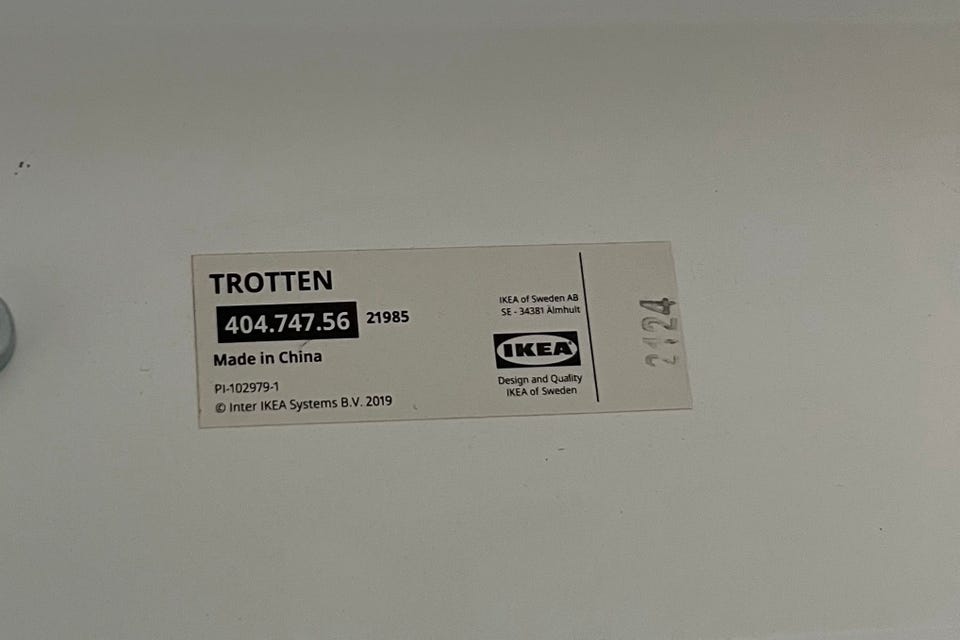 TROTTEN
404.747.56 21985
Made in China
PI-102979-1
© Inter IKEA Systems B.V. 2019
IKEA of Sweden AB
SE - 34381 Älmhult
IKEA
Design and Quality
IKEA of Sweden
2124